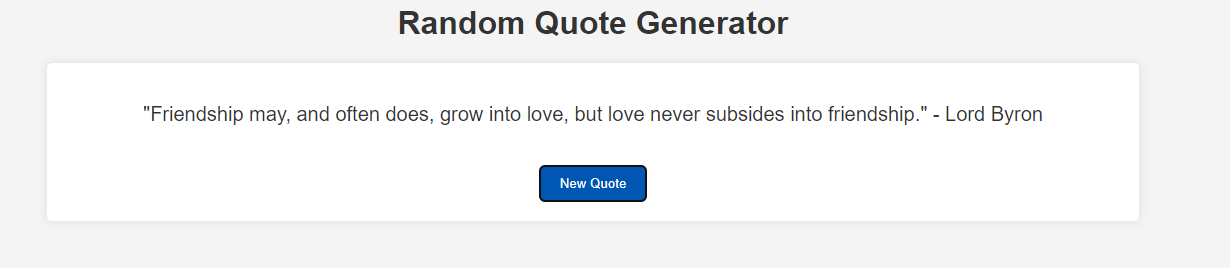 Random Quote Generator
"Friendship may, and often does, grow into love, but love never subsides into friendship." - Lord Byron
New Quote